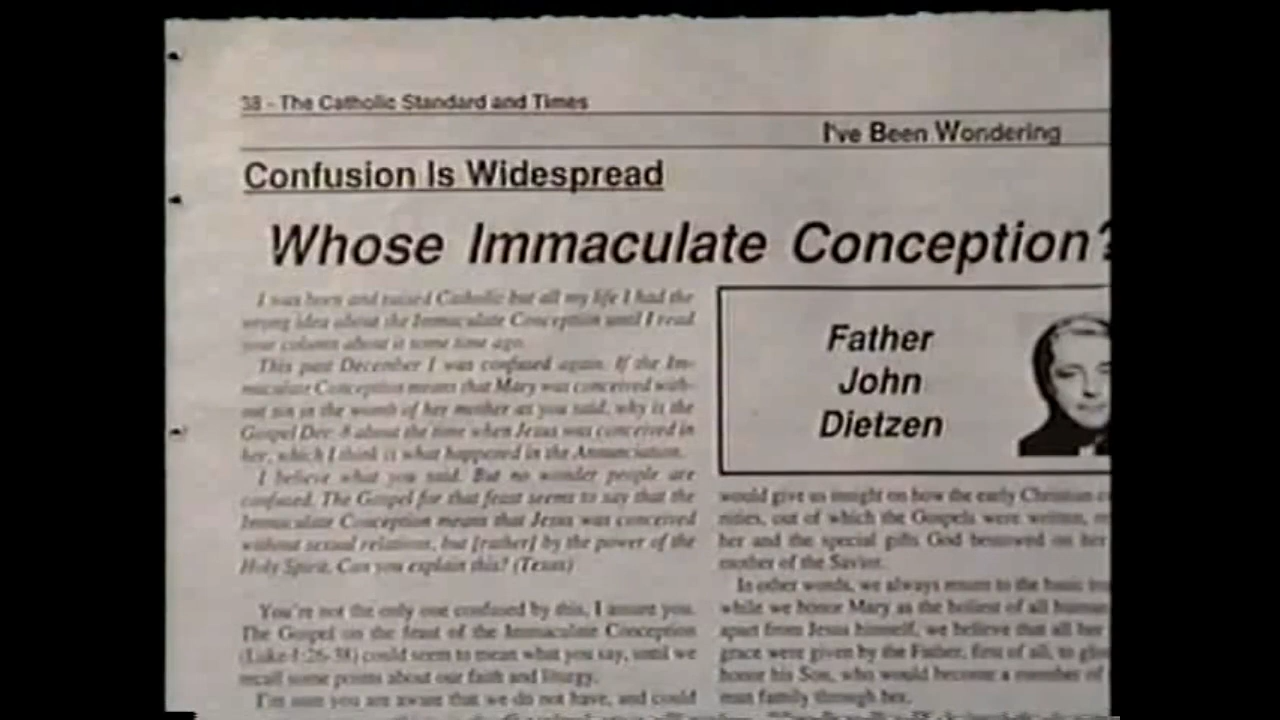 38 - The Catholic Standard and Times
I've Been Wondering
Confusion Is Widespread
Whose Immaculate Conception?
I was born and raised Catholic but all my life I had the
wrong idea about the Immaculate Conception until I read
your column about it some time ago.
This past December I was confused again. If the Im-
maculate Conception means that Mary was conceived with-
out sin in the womb of her mother as you said, why is the
Gospel Dec. 8 about the time when Jesus was conceived in
her, which I think is what happened in the Annunciation.
I believe what you said. But no wonder people are
confused. The Gospel for that feast seems to say that the
Immaculate Conception means that Jesus was conceived
without sexual relations, but [rather] by the power of the
Holy Spirit. Can you explain this? (Texas)
You're not the only one confused by this, I assure you.
The Gospel on the feast of the Immaculate Conception
(Luke 1:26-38) could seem to mean what you say, until we
recall some points about our faith and liturgy.
I'm sure you are aware that we do not have, and could
Father
John
Dietzen
would give us insight on how the early Christian
nities, out of which the Gospels were written,
her and the special gifts God bestowed on her
mother of the Savior.
In other words, we always return to the basic
while we honor Mary as the holiest of all human
apart from Jesus himself, we believe that all her
grace were given by the Father, first of all, to
honor his Son, who would become a member of
man family through her.